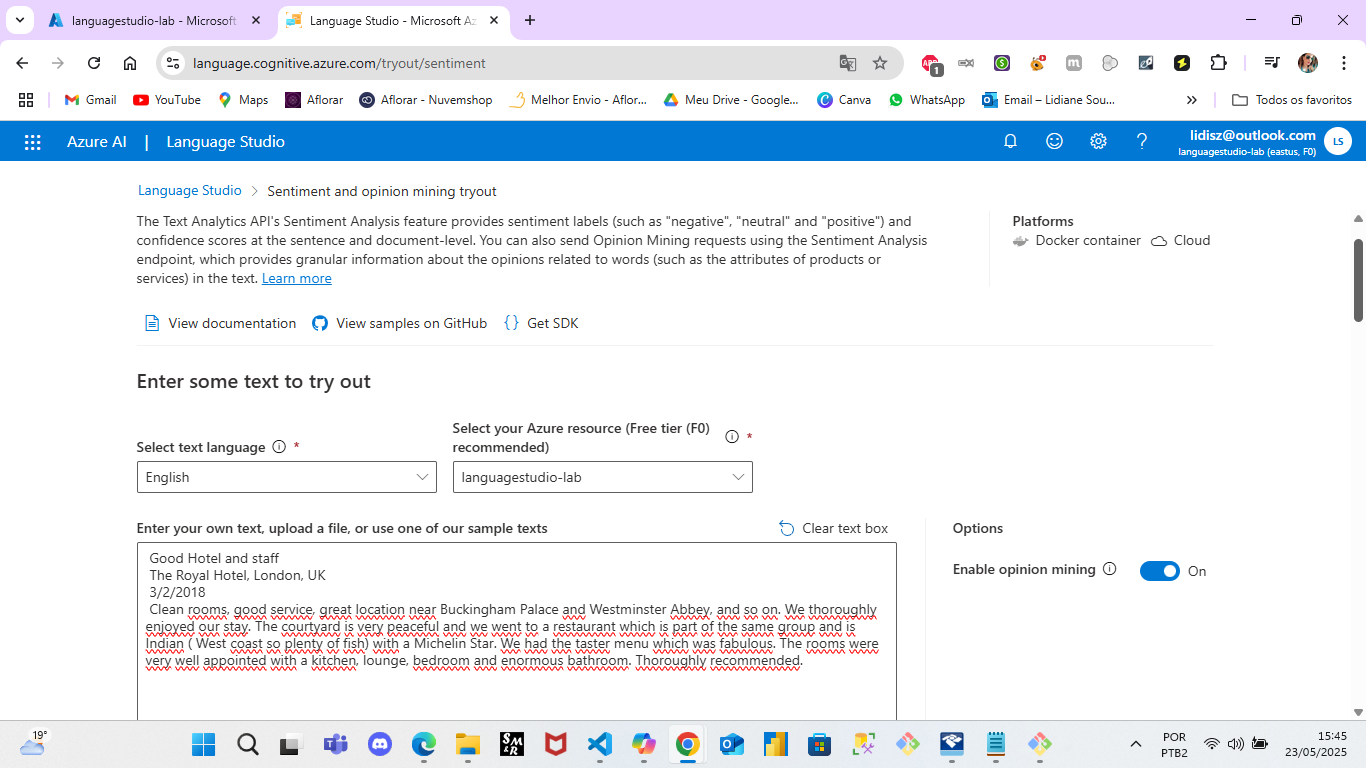 languagestudio-lab - Microsoft
Language Studio - Microsoft Az
language.cognitive.azure.com/tryout/sentiment
1
Gmail
YouTube
Maps
Aflorar
Aflorar - Nuvemshop
Melhor Envio - Aflor...
Meu Drive - Google...
Canva
WhatsApp
Email – Lidiane Sou...
Todos os favoritos
Azure AI | Language Studio
lidisz@outlook.com
languagestudio-lab (eastus, F0)
LS
Language Studio > Sentiment and opinion mining tryout
The Text Analytics API's Sentiment Analysis feature provides sentiment labels (such as "negative", "neutral" and "positive") and
confidence scores at the sentence and document-level. You can also send Opinion Mining requests using the Sentiment Analysis
endpoint, which provides granular information about the opinions related to words (such as the attributes of products or
services) in the text. Learn more
Platforms
Docker container Cloud
View documentation View samples on GitHub Get SDK
Enter some text to try out
Select text language *
English
Select your Azure resource (Free tier (F0)
recommended) *
languagestudio-lab
Enter your own text, upload a file, or use one of our sample texts
Clear text box
Good Hotel and staff
The Royal Hotel, London, UK
3/2/2018
Clean rooms, good service, great location near Buckingham Palace and Westminster Abbey, and so on. We thoroughly
enjoyed our stay. The courtyard is very peaceful and we went to a restaurant which is part of the same group and is
Indian ( West coast so plenty of fish) with a Michelin Star. We had the taster menu which was fabulous. The rooms were
very well appointed with a kitchen, lounge, bedroom and enormous bathroom. Thoroughly recommended.
Options
Enable opinion mining On
19°
SM
&R
POR
PTB2
15:45
23/05/2025